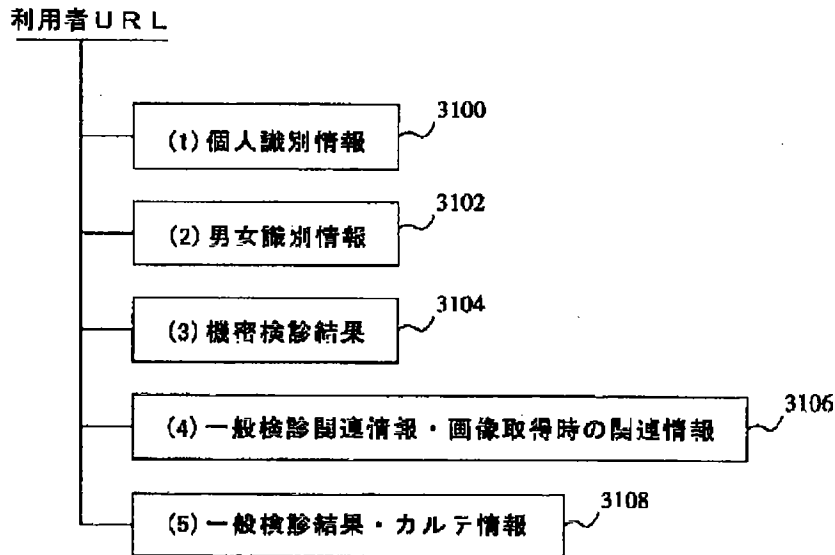 利用者ＵＲＬ
3100
(1) 個人識別情報
3102
(2) 男女識別情報
3104
(3) 機密検診結果
3106
(4) 一般検診関連情報・画像取得時の関連情報
3108
(5) 一般検診結果・カルテ情報